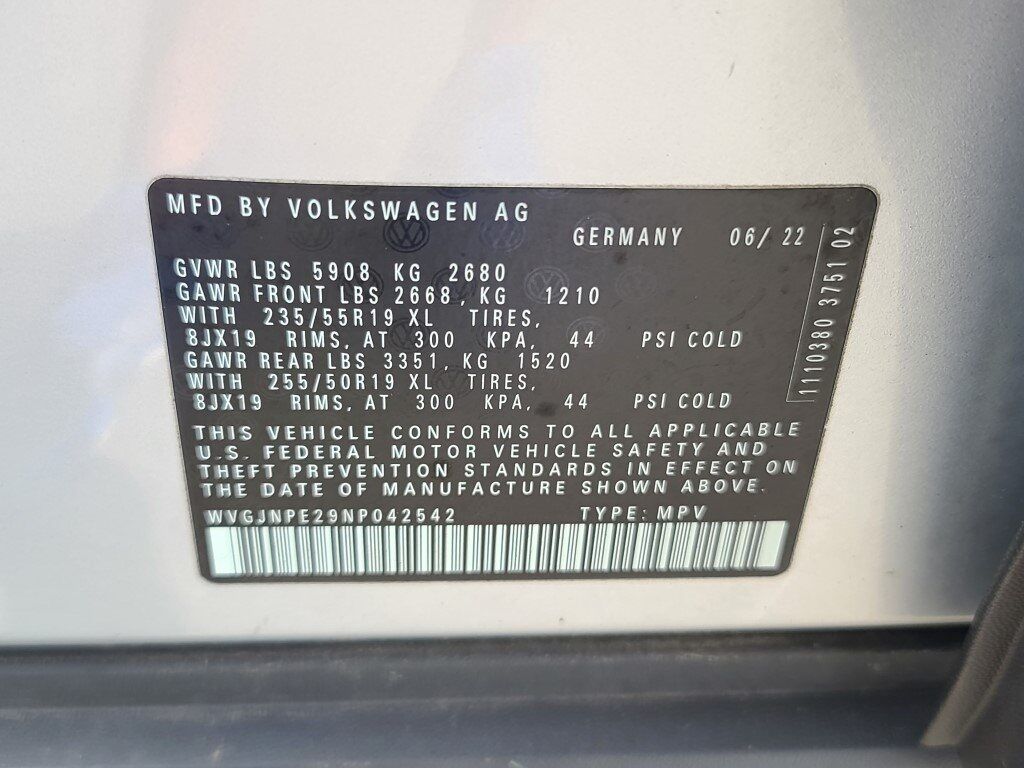 MFD BY VOLKSWAGEN AG
GERMANY 06/ 22
GVWR LBS 5908 KG 2680
GAWR FRONT LBS 2668, KG 1210
WITH 235/55R19 XL TIRES,
8JX19 RIMS, AT 300 KPA, 44 PSI COLD
GAWR REAR LBS 3351, KG 1520
WITH 255/50R19 XL TIRES,
8JX19 RIMS, AT 300 KPA, 44 PSI COLD
THIS VEHICLE CONFORMS TO ALL APPLICABLE
U.S. FEDERAL MOTOR VEHICLE SAFETY AND
THEFT PREVENTION STANDARDS IN EFFECT ON
THE DATE OF MANUFACTURE SHOWN ABOVE.
WVGJNPE29NP042542 TYPE: MPV
1110380 3751 02